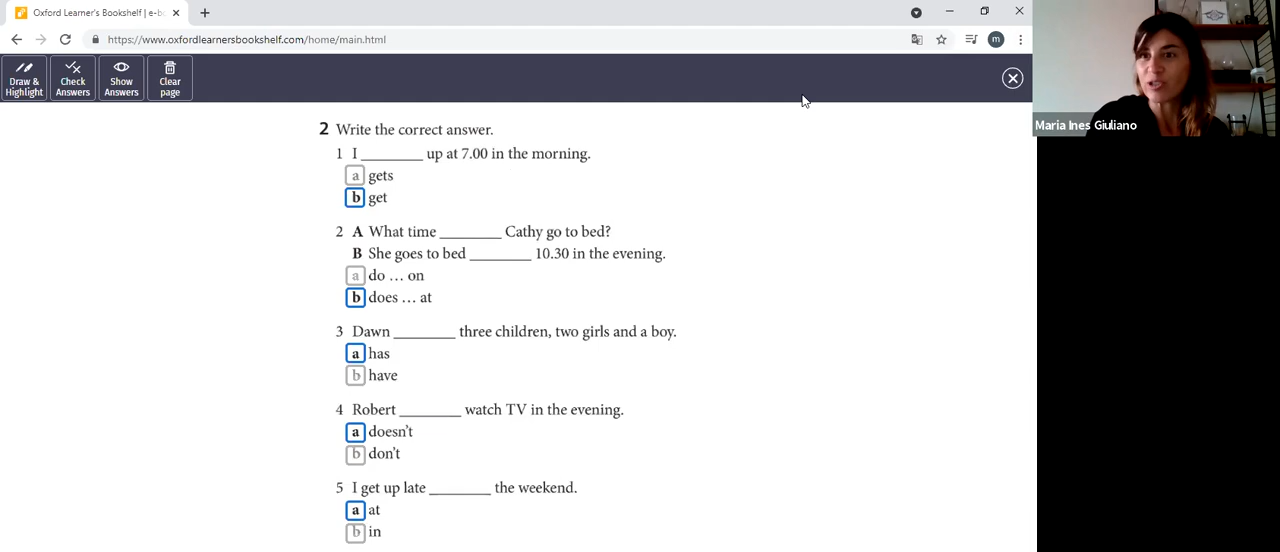 Oxford Learner's Bookshelf | e-b
https://www.oxfordlearnersbookshelf.com/home/main.html
m
Draw & Highlight
Check Answers
Show Answers
Clear page
Maria Ines Giuliano
2 Write the correct answer.
1 I ________ up at 7.00 in the morning.
a gets
b get
2 A What time ________ Cathy go to bed?
B She goes to bed ________ 10.30 in the evening.
a do … on
b does … at
3 Dawn ________ three children, two girls and a boy.
a has
b have
4 Robert ________ watch TV in the evening.
a doesn't
b don't
5 I get up late ________ the weekend.
a at
b in